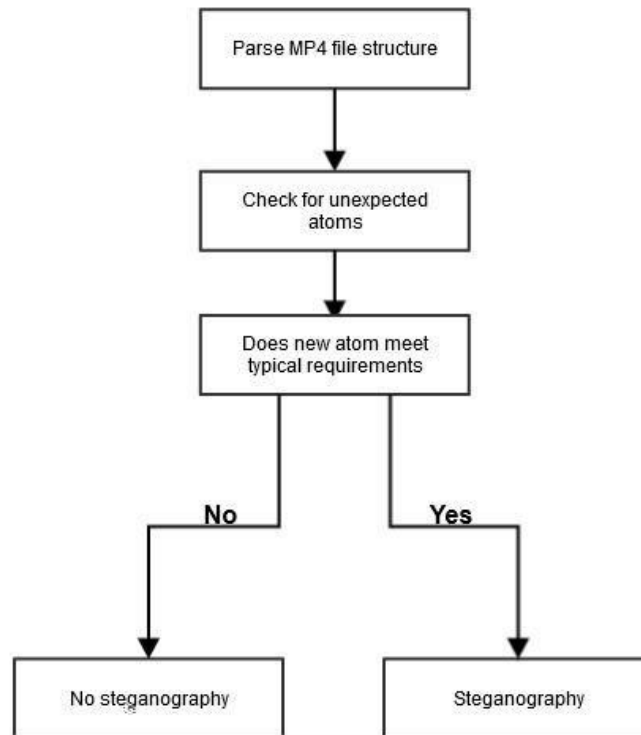 Parse MP4 file structure
Check for unexpected
atoms
Does new atom meet
typical requirements
No
Yes
No steganography
Steganography